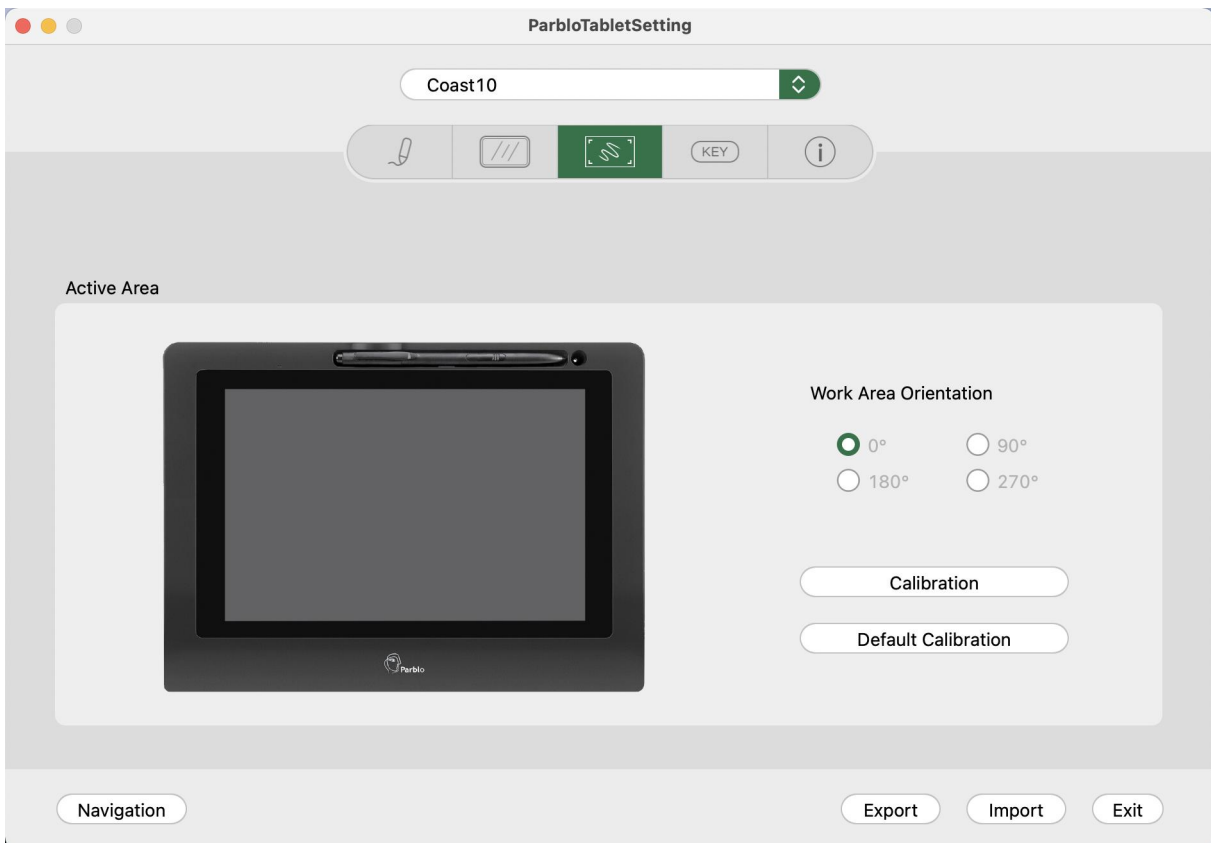 ParbloTabletSetting
Coast10
KEY
i
Active Area
Work Area Orientation
0° 90°
180° 270°
Calibration
Default Calibration
Parblo
Navigation Export Import Exit